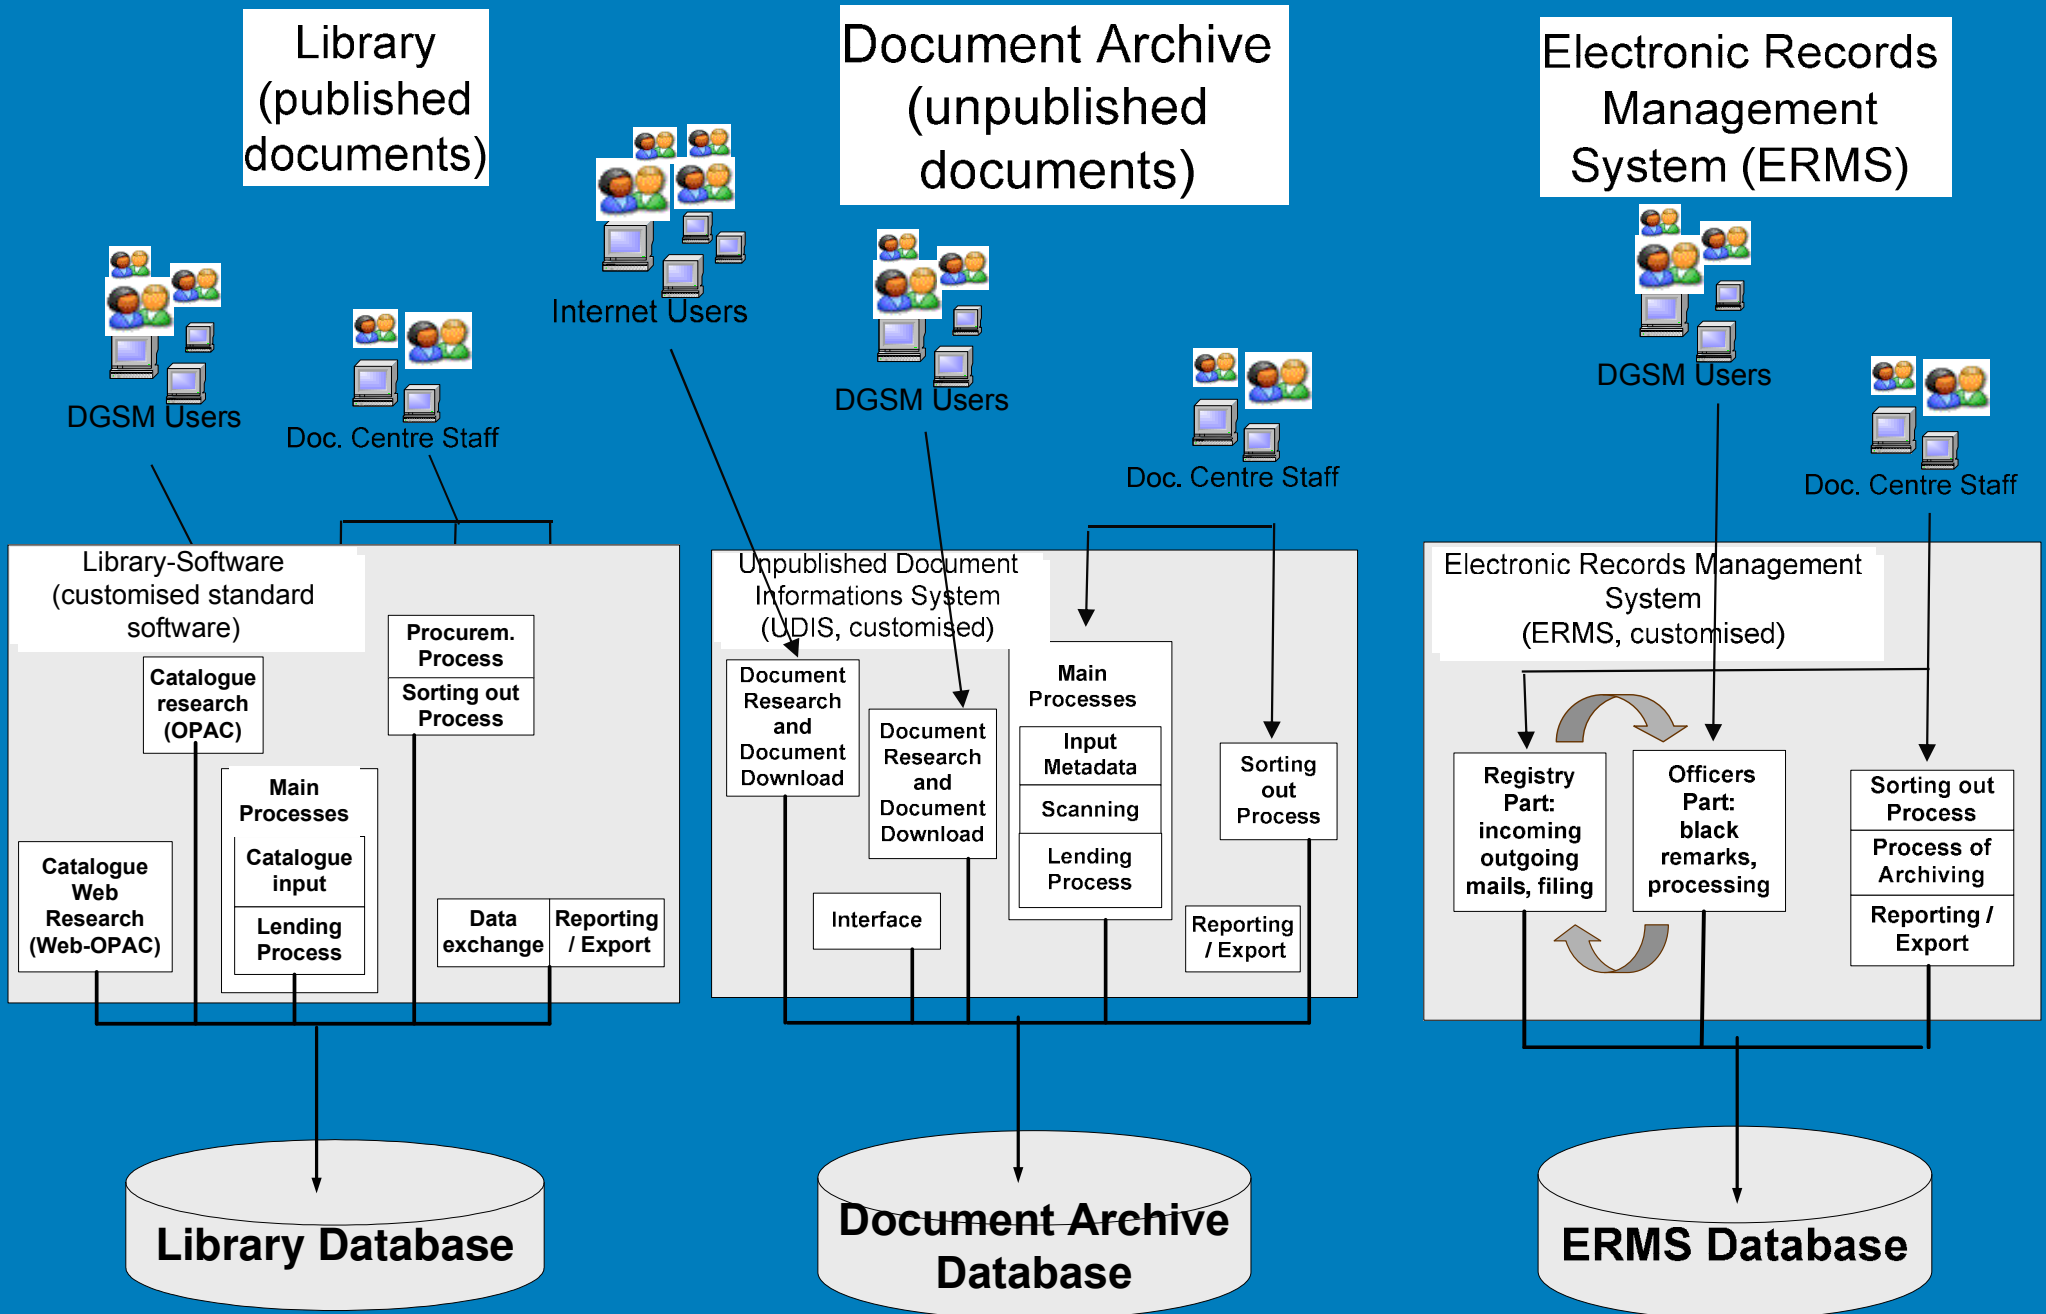 Library
(published
documents)
Document Archive
(unpublished
documents)
Electronic Records
Management
System (ERMS)
DGSM Users
Doc. Centre Staff
Internet Users
DGSM Users
Doc. Centre Staff
DGSM Users
Doc. Centre Staff
Library-Software
(customised standard
software)
Procurem.
Process
Sorting out
Process
Catalogue
research
(OPAC)
Main
Processes
Catalogue
input
Lending
Process
Catalogue
Web
Research
(Web-OPAC)
Data
exchange
Reporting
/ Export
Unpublished Document
Informations System
(UDIS, customised)
Document
Research
and
Document
Download
Document
Research
and
Document
Download
Main
Processes
Input
Metadata
Scanning
Lending
Process
Sorting
out
Process
Interface
Reporting
/ Export
Electronic Records Management
System
(ERMS, customised)
Registry
Part:
incoming
outgoing
mails, filing
Officers
Part:
black
remarks,
processing
Sorting out
Process
Process of
Archiving
Reporting /
Export
Library Database
Document Archive
Database
ERMS Database